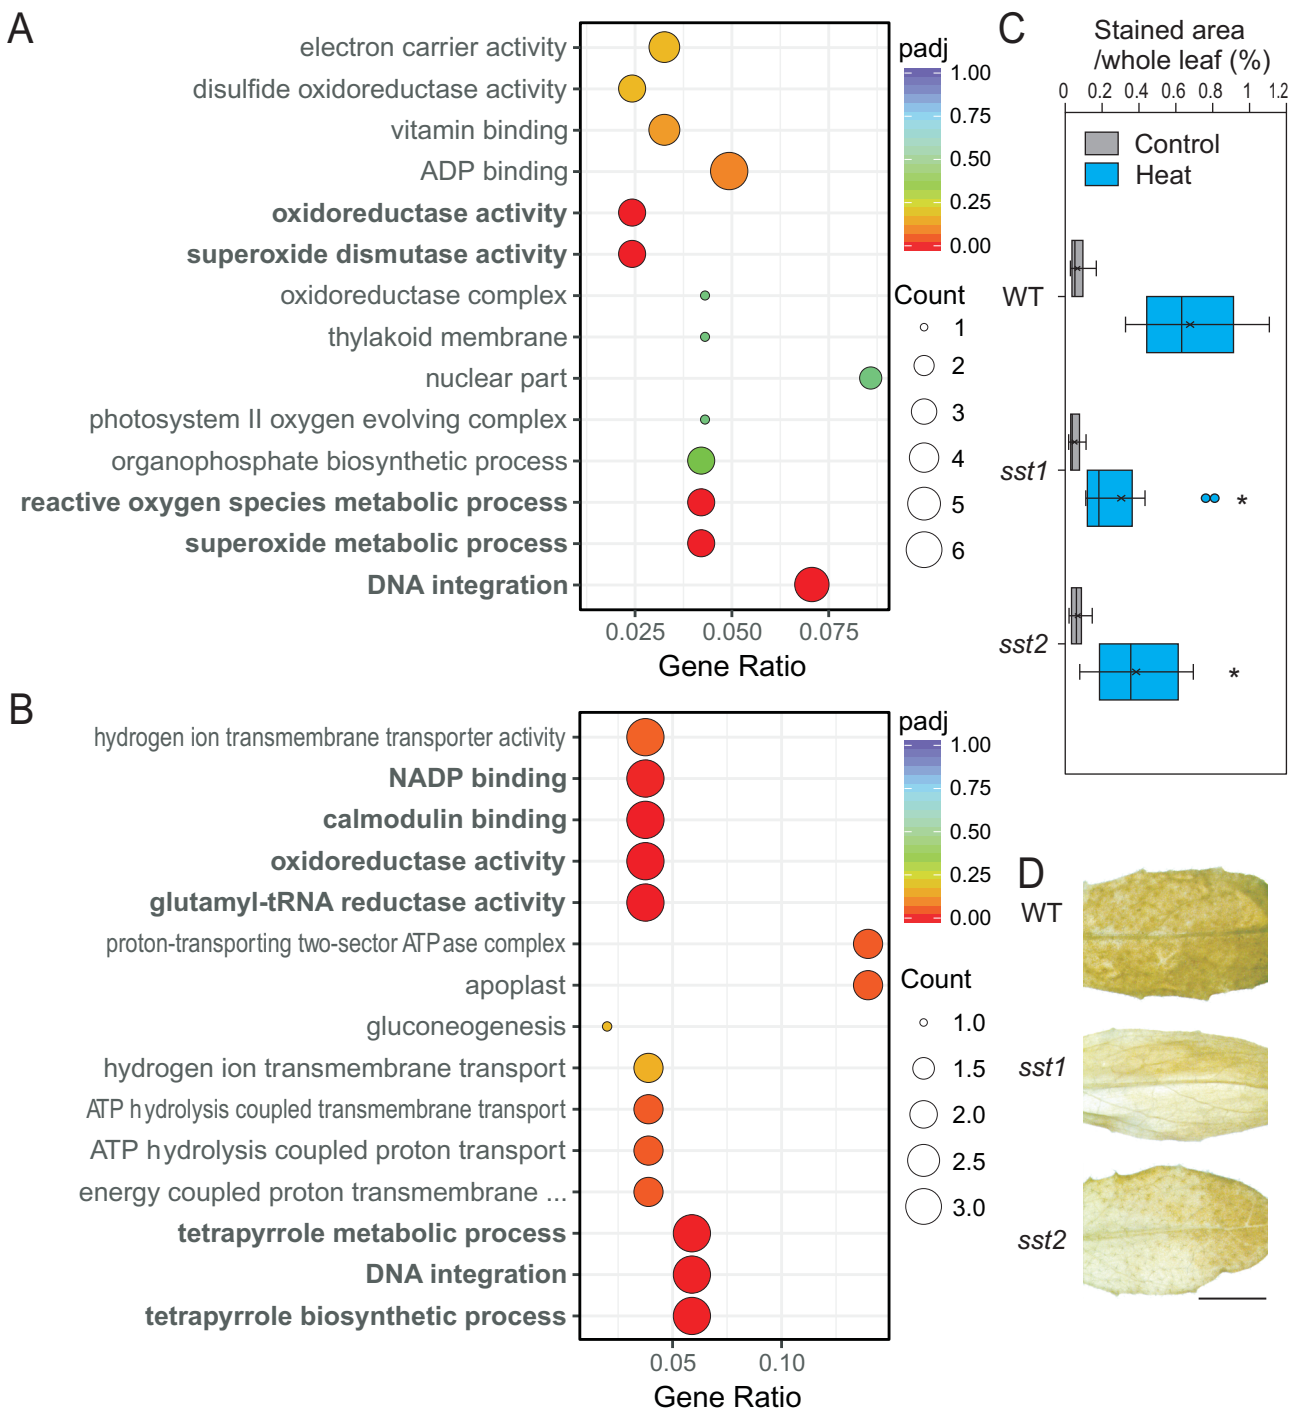 A
electron carrier activity
disulfide oxidoreductase activity
vitamin binding
ADP binding
oxidoreductase activity
superoxide dismutase activity
oxidoreductase complex
thylakoid membrane
nuclear part
photosystem II oxygen evolving complex
organophosphate biosynthetic process
reactive oxygen species metabolic process
superoxide metabolic process
DNA integration
0.025 0.050 0.075
Gene Ratio
padj
1.00
0.75
0.50
0.25
0.00
Count
1
2
3
4
5
6
B
hydrogen ion transmembrane transporter activity
NADP binding
calmodulin binding
oxidoreductase activity
glutamyl-tRNA reductase activity
proton-transporting two-sector ATPase complex
apoplast
gluconeogenesis
hydrogen ion transmembrane transport
ATP hydrolysis coupled transmembrane transport
ATP hydrolysis coupled proton transport
energy coupled proton transmembrane ...
tetrapyrrole metabolic process
DNA integration
tetrapyrrole biosynthetic process
0.05 0.10
Gene Ratio
padj
1.00
0.75
0.50
0.25
0.00
Count
1.0
1.5
2.0
2.5
3.0
C
Stained area
/whole leaf (%)
0 0.2 0.4 0.6 0.8 1 1.2
Control
Heat
WT
sst1
*
sst2
*
D
WT
sst1
sst2